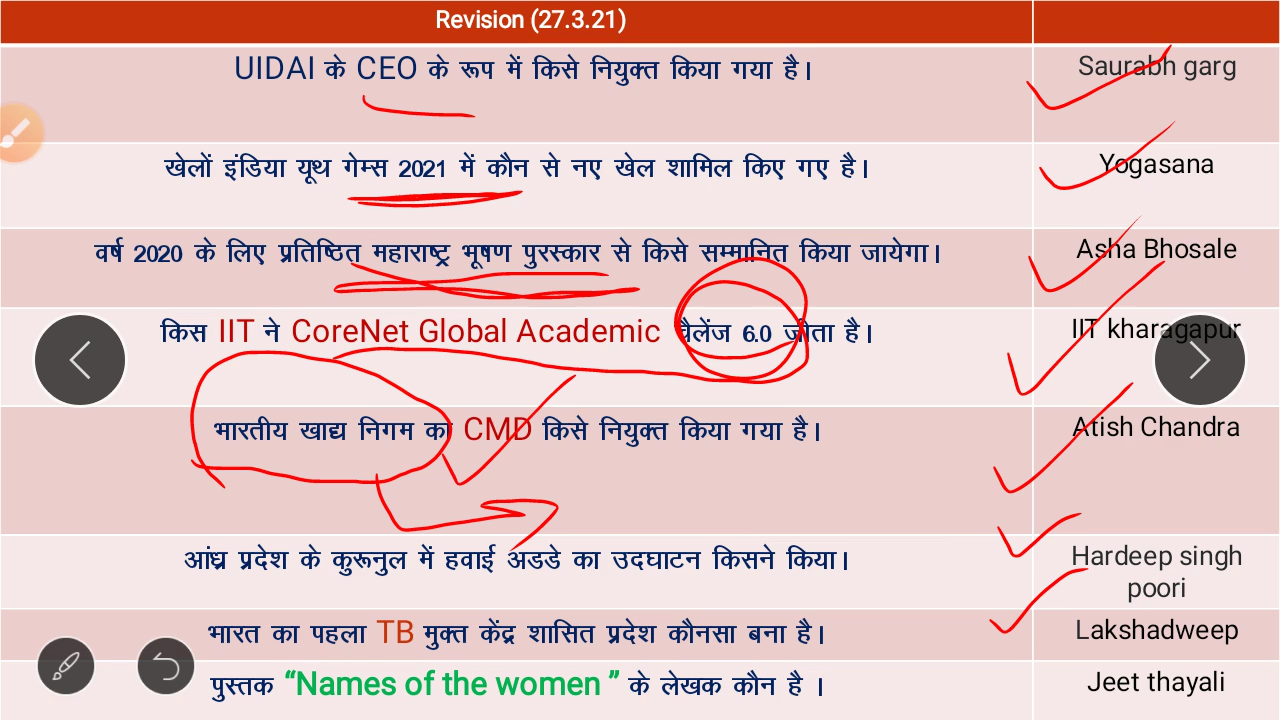 Revision (27.3.21)
UIDAI के CEO के रूप में किसे नियुक्त किया गया है। Saurabh garg
खेलों इंडिया यूथ गेम्स 2021 में कौन से नए खेल शामिल किए गए है। Yogasana
वर्ष 2020 के लिए प्रतिष्ठित महाराष्ट्र भूषण पुरस्कार से किसे सम्मानित किया जायेगा। Asha Bhosale
किस IIT ने CoreNet Global Academic चैलेंज 6.0 जीता है। IIT kharagapur
भारतीय खाद्य निगम का CMD किसे नियुक्त किया गया है। Atish Chandra
आंध्र प्रदेश के कुरूनुल में हवाई अडडे का उदघाटन किसने किया। Hardeep singh
poori
भारत का पहला TB मुक्त केंद्र शासित प्रदेश कौनसा बना है। Lakshadweep
पुस्तक “Names of the women ” के लेखक कौन है । Jeet thayali